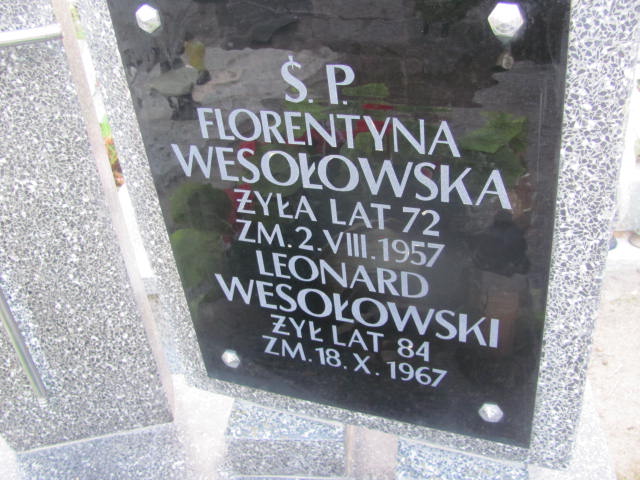 Ś. P.
FLORENTYNA
WESOŁOWSKA
ŻYŁA LAT 72
ZM. 2. VIII. 1957
LEONARD
WESOŁOWSKI
ŻYŁ LAT 84
ZM. 18. X. 1967